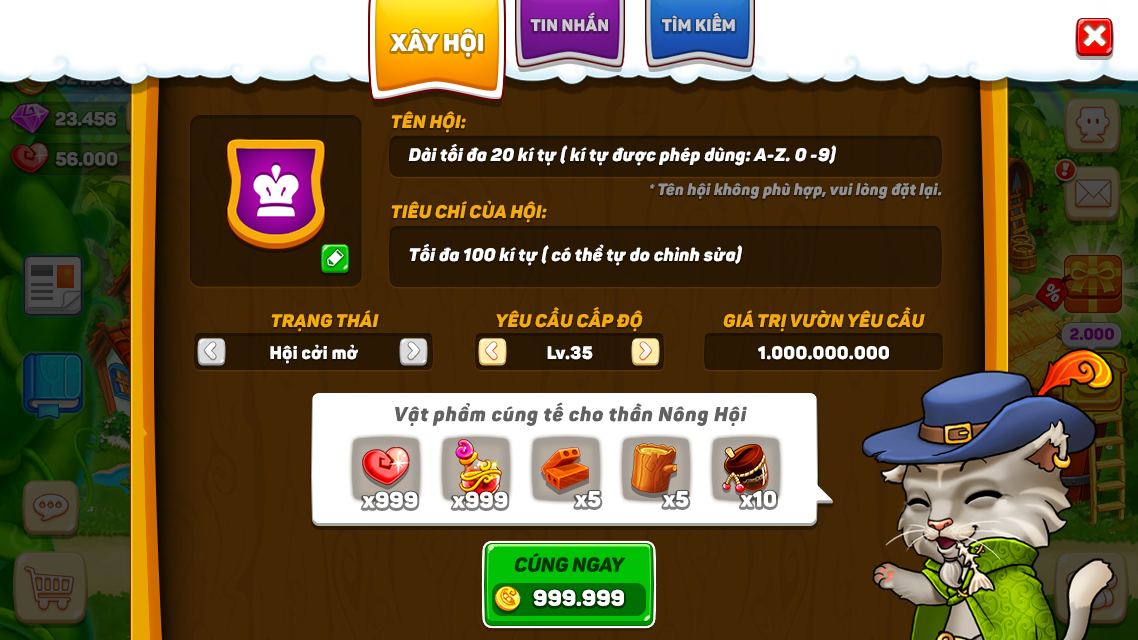 XÂY HỘI
TIN NHẮN
TÌM KIẾM
23.456
56.000
TÊN HỘI:
Dài tối đa 20 kí tự ( kí tự được phép dùng: A-Z. 0 -9)
* Tên hội không phù hợp, vui lòng đặt lại.
TIÊU CHÍ CỦA HỘI:
Tối đa 100 kí tự ( có thể tự do chỉnh sửa)
%
2.000
TRẠNG THÁI
YÊU CẦU CẤP ĐỘ
GIÁ TRỊ VƯỜN YÊU CẦU
Hội cởi mở
Lv.35
1.000.000.000
Vật phẩm cúng tế cho thần Nông Hội
x999
x999
x5
x5
x10
CÚNG NGAY
999.999